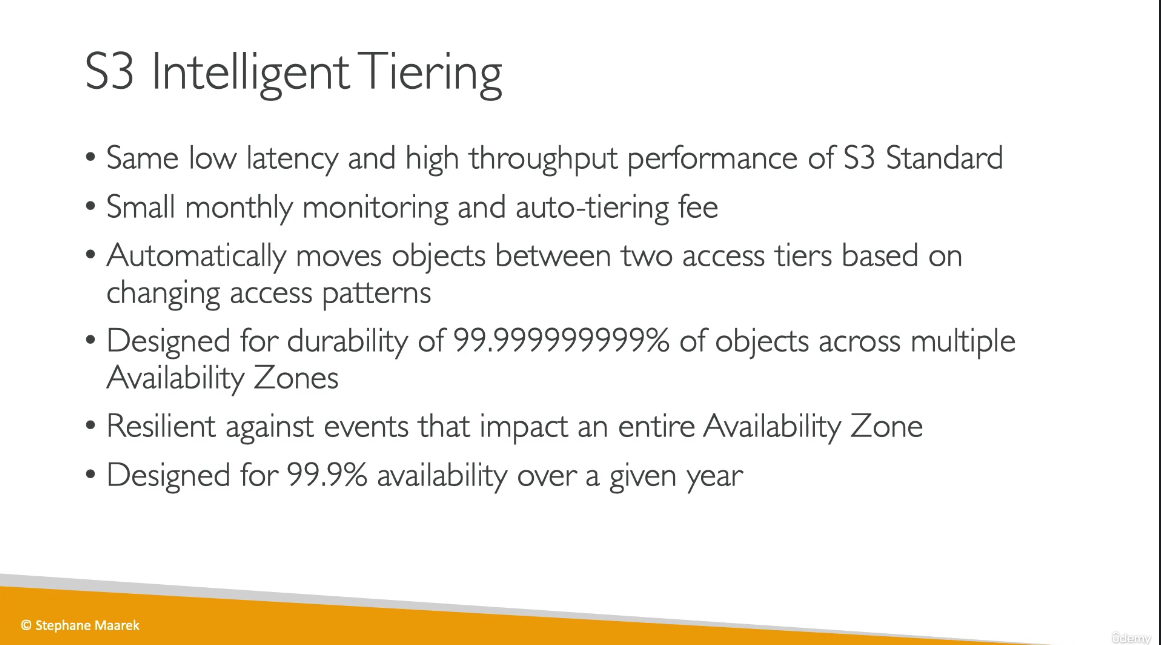 S3 Intelligent Tiering
• Same low latency and high throughput performance of S3 Standard
• Small monthly monitoring and auto-tiering fee
• Automatically moves objects between two access tiers based on
changing access patterns
• Designed for durability of 99.999999999% of objects across multiple
Availability Zones
• Resilient against events that impact an entire Availability Zone
• Designed for 99.9% availability over a given year
© Stephane Maarek
ûdemy